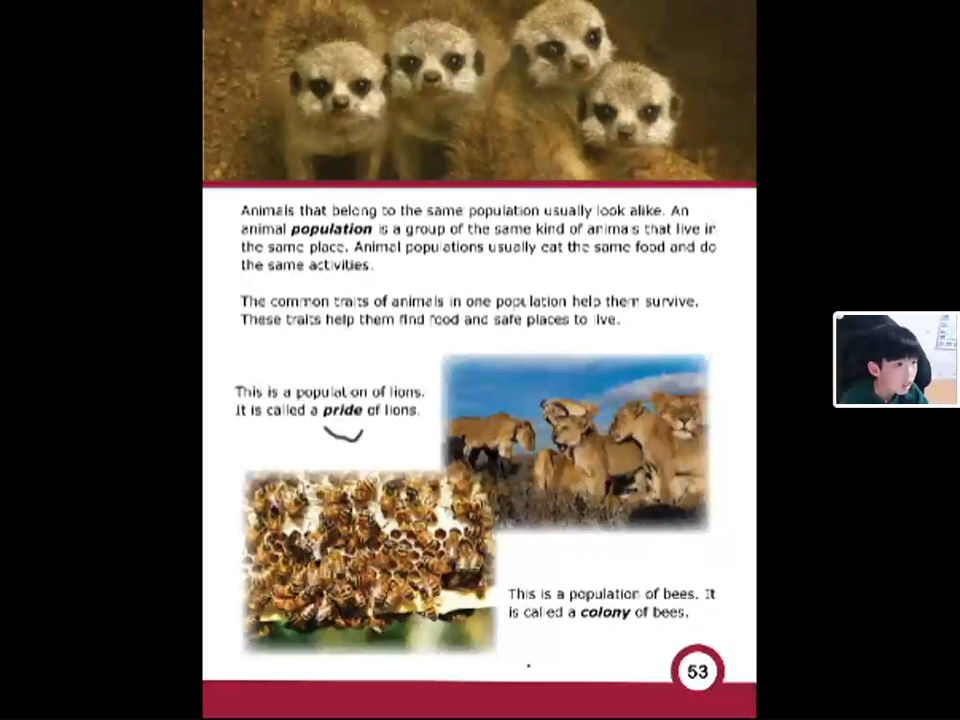 Animals that belong to the same population usually look alike. An
animal population is a group of the same kind of animals that live in
the same place. Animal populations usually eat the same food and do
the same activities.
The common traits of animals in one population help them survive.
These traits help them find food and safe places to live.
This is a population of lions.
It is called a pride of lions.
This is a population of bees. It
is called a colony of bees.
53